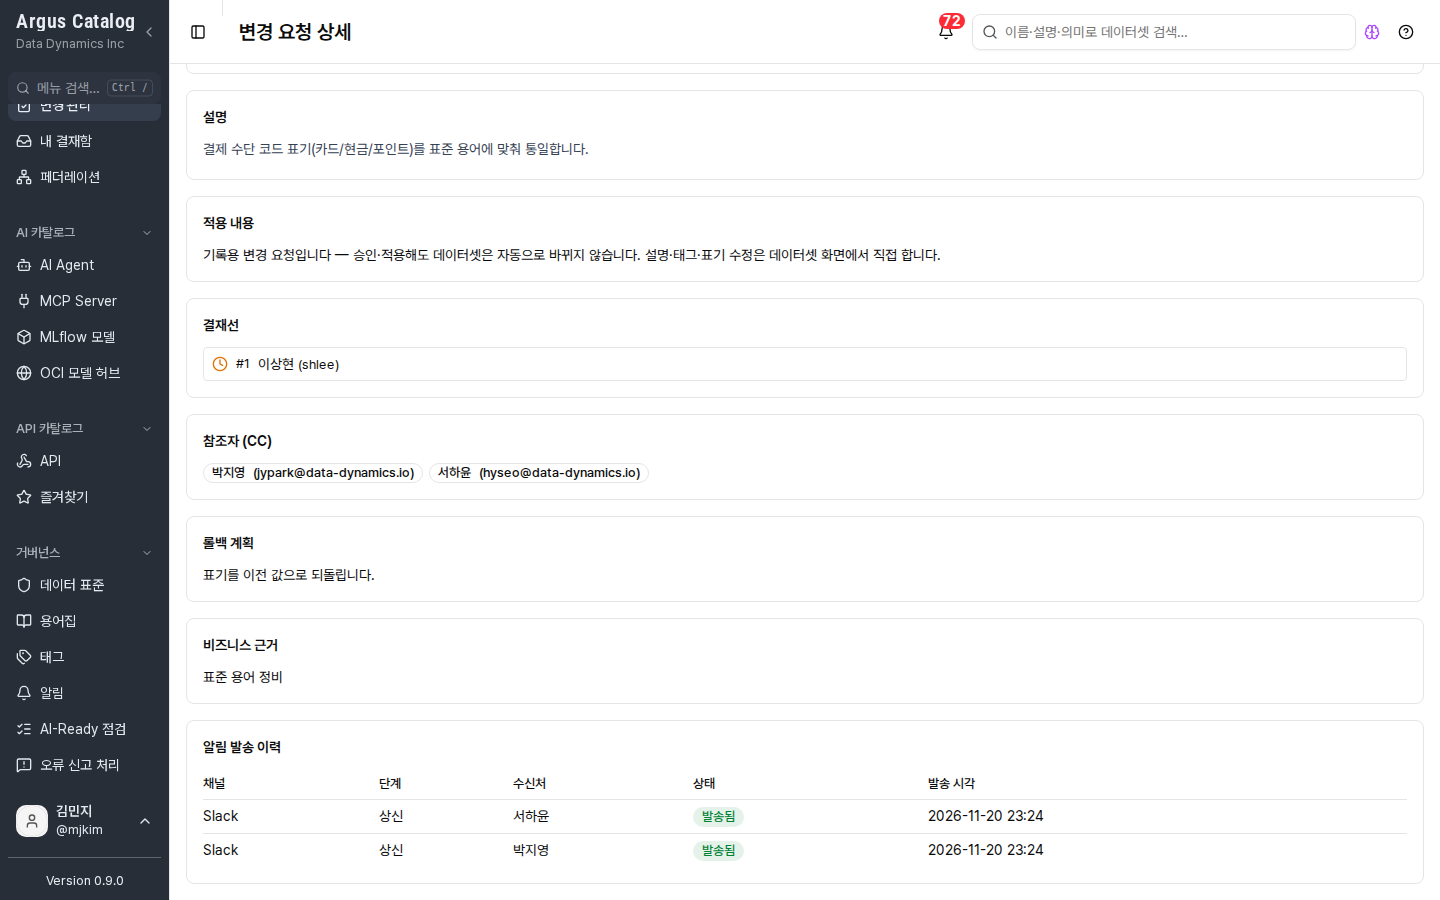 Argus Catalog
Data Dynamics Inc
메뉴 검색...
Ctrl /
변경 관리
내 결재함
페더레이션
AI 카탈로그
AI Agent
MCP Server
MLflow 모델
OCI 모델 허브
API 카탈로그
API
즐겨찾기
거버넌스
데이터 표준
용어집
태그
알림
AI-Ready 점검
오류 신고 처리
김민지
@mjkim
Version 0.9.0
변경 요청 상세
72
이름·설명·의미로 데이터셋 검색...
설명
결제 수단 코드 표기(카드/현금/포인트)를 표준 용어에 맞춰 통일합니다.
적용 내용
기록용 변경 요청입니다 — 승인·적용해도 데이터셋은 자동으로 바뀌지 않습니다. 설명·태그·표기 수정은 데이터셋 화면에서 직접 합니다.
결재선
#1 이상현 (shlee)
참조자 (CC)
박지영 (jypark@data-dynamics.io) 서하윤 (hyseo@data-dynamics.io)
롤백 계획
표기를 이전 값으로 되돌립니다.
비즈니스 근거
표준 용어 정비
알림 발송 이력
채널 단계 수신처 상태 발송 시각
Slack 상신 서하윤 발송됨 2026-11-20 23:24
Slack 상신 박지영 발송됨 2026-11-20 23:24